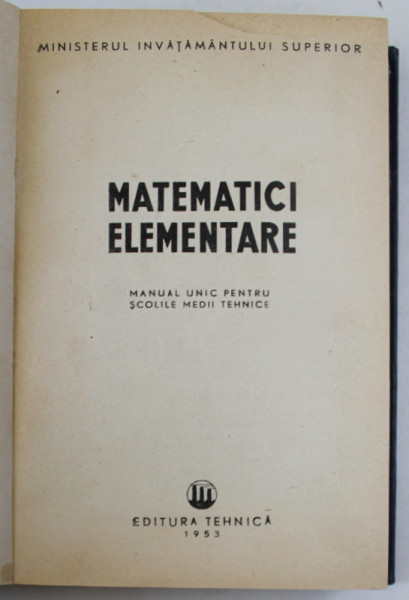 MINISTERUL INVĂŢĂMÂNTULUI SUPERIOR
MATEMATICI
ELEMENTARE
MANUAL UNIC PENTRU
ŞCOLILE MEDII TEHNICE
EDITURA TEHNICĂ
1953